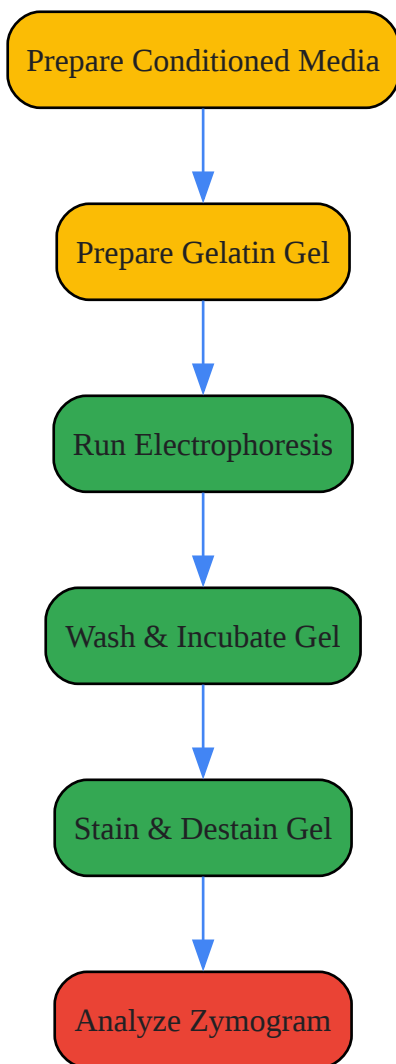 Prepare Conditioned Media
Prepare Gelatin Gel
Run Electrophoresis
Wash & Incubate Gel
Stain & Destain Gel
Analyze Zymogram